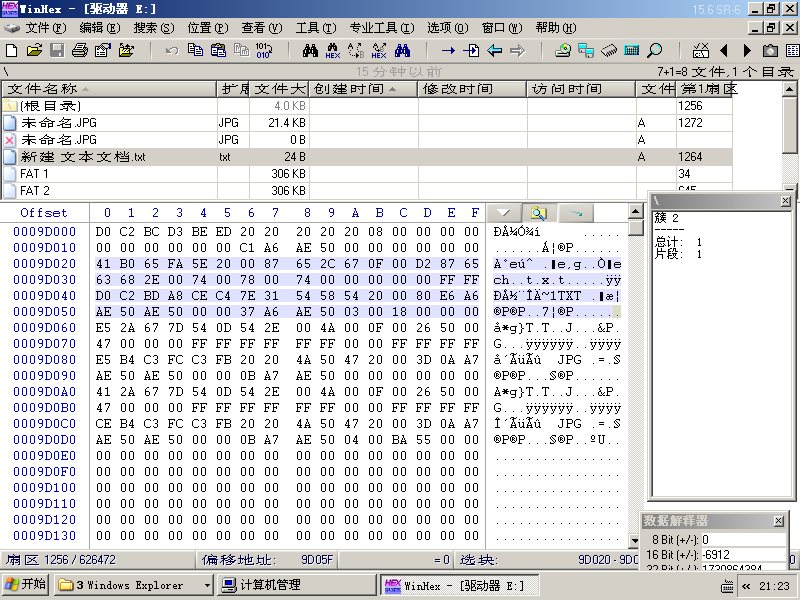 WinHex - [驱动器 E:]
15.6 SR-6
文件(F) 编辑(E) 搜索(S) 位置(P) 查看(V) 工具(T) 专业工具(I) 选项(O) 窗口(W) 帮助(H)
\ 15 分钟以前 7+1=8 文件,1 个目录
文件名称 扩展 文件大 创建时间 修改时间 访问时间 文件 第1扇区
(根目录) 4.0 KB 1256
未命名.JPG JPG 21.4 KB A 1272
未命名.JPG JPG 0 B A
新建 文本文档.txt txt 24 B A 1264
FAT 1 306 KB 34
FAT 2 306 KB 645
Offset 0 1 2 3 4 5 6 7 8 9 A B C D E F
0009D000 D0 C2 BC D3 BE ED 20 20 20 20 20 08 00 00 00 00 ÐÂ¼Ó¾í .....
0009D010 00 00 00 00 00 00 C1 A6 AE 50 00 00 00 00 00 00 ......Á¦®P......
0009D020 41 B0 65 FA 5E 20 00 87 65 2C 67 0F 00 D2 87 65 A°eú^ .‡e,g..Ò‡e
0009D030 63 68 2E 00 74 00 78 00 74 00 00 00 00 00 FF FF ch..t.x.t.....ÿÿ
0009D040 D0 C2 BD A8 CE C4 7E 31 54 58 54 20 00 80 E6 A6 ÐÂ½¨ÎÄ~1TXT .€æ¦
0009D050 AE 50 AE 50 00 00 37 A6 AE 50 03 00 18 00 00 00 ®P®P..7¦®P......
0009D060 E5 2A 67 7D 54 0D 54 2E 00 4A 00 0F 00 26 50 00 å*g}T.T..J...&P.
0009D070 47 00 00 00 FF FF FF FF FF FF 00 00 FF FF FF FF G...ÿÿÿÿÿÿ..ÿÿÿÿ
0009D080 E5 B4 C3 FC C3 FB 20 20 4A 50 47 20 00 3D 0A A7 å´ÃüÃû  JPG .=.§
0009D090 AE 50 AE 50 00 00 0B A7 AE 50 00 00 00 00 00 00 ®P®P...§®P......
0009D0A0 41 2A 67 7D 54 0D 54 2E 00 4A 00 0F 00 26 50 00 A*g}T.T..J...&P.
0009D0B0 47 00 00 00 FF FF FF FF FF FF 00 00 FF FF FF FF G...ÿÿÿÿÿÿ..ÿÿÿÿ
0009D0C0 CE B4 C3 FC C3 FB 20 20 4A 50 47 20 00 3D 0A A7 Î´ÃüÃû  JPG .=.§
0009D0D0 AE 50 AE 50 00 00 0B A7 AE 50 04 00 BA 55 00 00 ®P®P...§®P..ºU..
0009D0E0 00 00 00 00 00 00 00 00 00 00 00 00 00 00 00 00 ................
0009D0F0 00 00 00 00 00 00 00 00 00 00 00 00 00 00 00 00 ................
0009D100 00 00 00 00 00 00 00 00 00 00 00 00 00 00 00 00 ................
0009D110 00 00 00 00 00 00 00 00 00 00 00 00 00 00 00 00 ................
0009D120 00 00 00 00 00 00 00 00 00 00 00 00 00 00 00 00 ................
0009D130 00 00 00 00 00 00 00 00 00 00 00 00 00 00 00 00 ................
\
簇 2
-----
总计: 1
片段: 1
数据解释器
8 Bit (+/-): 0
16 Bit (+/-): -6912
扇区 1256 / 626472 偏移地址: 9D05F = 0 选块: 9D020 - 9D0
开始 3 Windows Explorer 计算机管理 WinHex - [驱动器 E:] « 21:23